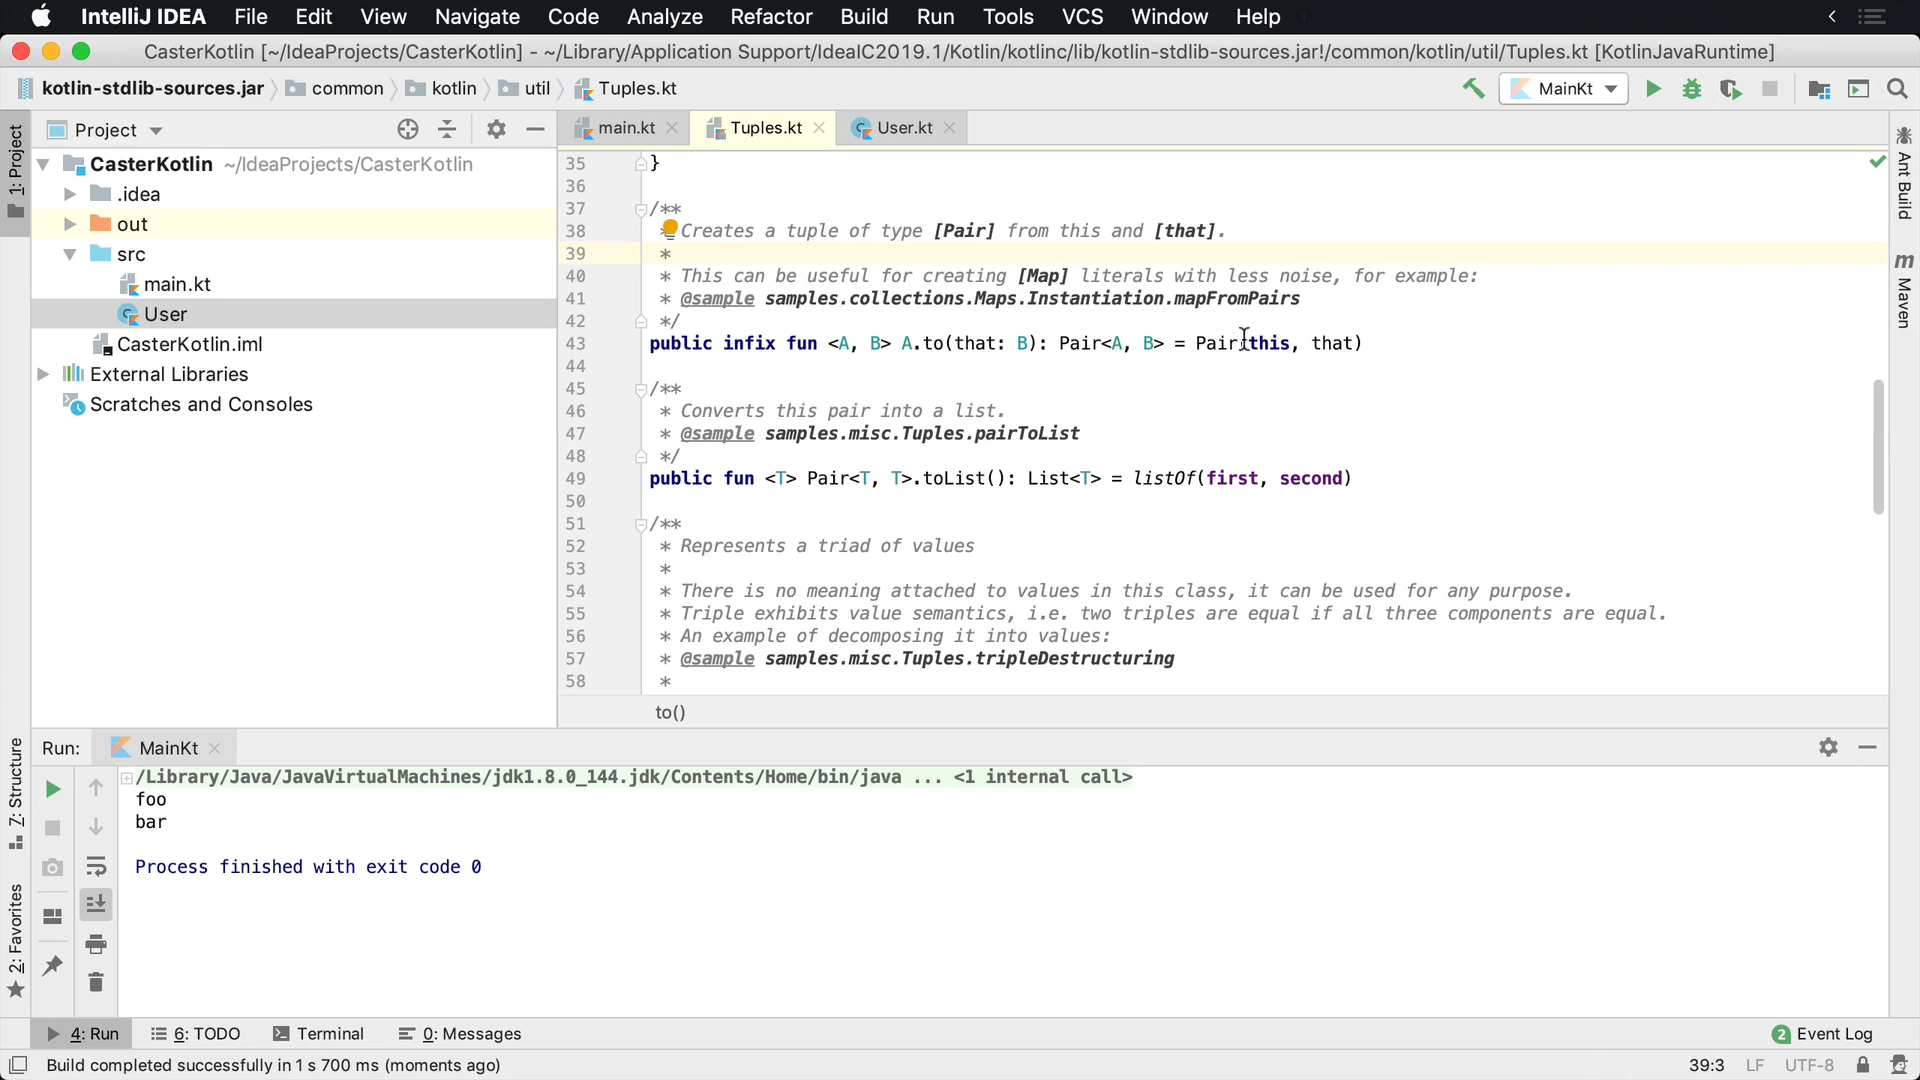 IntelliJ IDEA File Edit View Navigate Code Analyze Refactor Build Run Tools VCS Window Help
CasterKotlin [~/IdeaProjects/CasterKotlin] - ~/Library/Application Support/IdeaIC2019.1/Kotlin/kotlinc/lib/kotlin-stdlib-sources.jar!/common/kotlin/util/Tuples.kt [KotlinJavaRuntime]
kotlin-stdlib-sources.jar common kotlin util Tuples.kt MainKt
1: Project
Project
main.kt Tuples.kt User.kt
CasterKotlin ~/IdeaProjects/CasterKotlin
.idea
out
src
main.kt
User
CasterKotlin.iml
External Libraries
Scratches and Consoles
35 }
36
37 /**
38 * Creates a tuple of type [Pair] from this and [that].
39 *
40 * This can be useful for creating [Map] literals with less noise, for example:
41 * @sample samples.collections.Maps.Instantiation.mapFromPairs
42 */
43 public infix fun <A, B> A.to(that: B): Pair<A, B> = Pair(this, that)
44
45 /**
46 * Converts this pair into a list.
47 * @sample samples.misc.Tuples.pairToList
48 */
49 public fun <T> Pair<T, T>.toList(): List<T> = listOf(first, second)
50
51 /**
52 * Represents a triad of values
53 *
54 * There is no meaning attached to values in this class, it can be used for any purpose.
55 * Triple exhibits value semantics, i.e. two triples are equal if all three components are equal.
56 * An example of decomposing it into values:
57 * @sample samples.misc.Tuples.tripleDestructuring
58 *
to()
Ant Build
m
Maven
Run: MainKt
/Library/Java/JavaVirtualMachines/jdk1.8.0_144.jdk/Contents/Home/bin/java ... <1 internal call>
foo
bar
Process finished with exit code 0
Z: Structure
2: Favorites
4: Run 6: TODO Terminal 0: Messages 2 Event Log
Build completed successfully in 1 s 700 ms (moments ago) 39:3 LF UTF-8